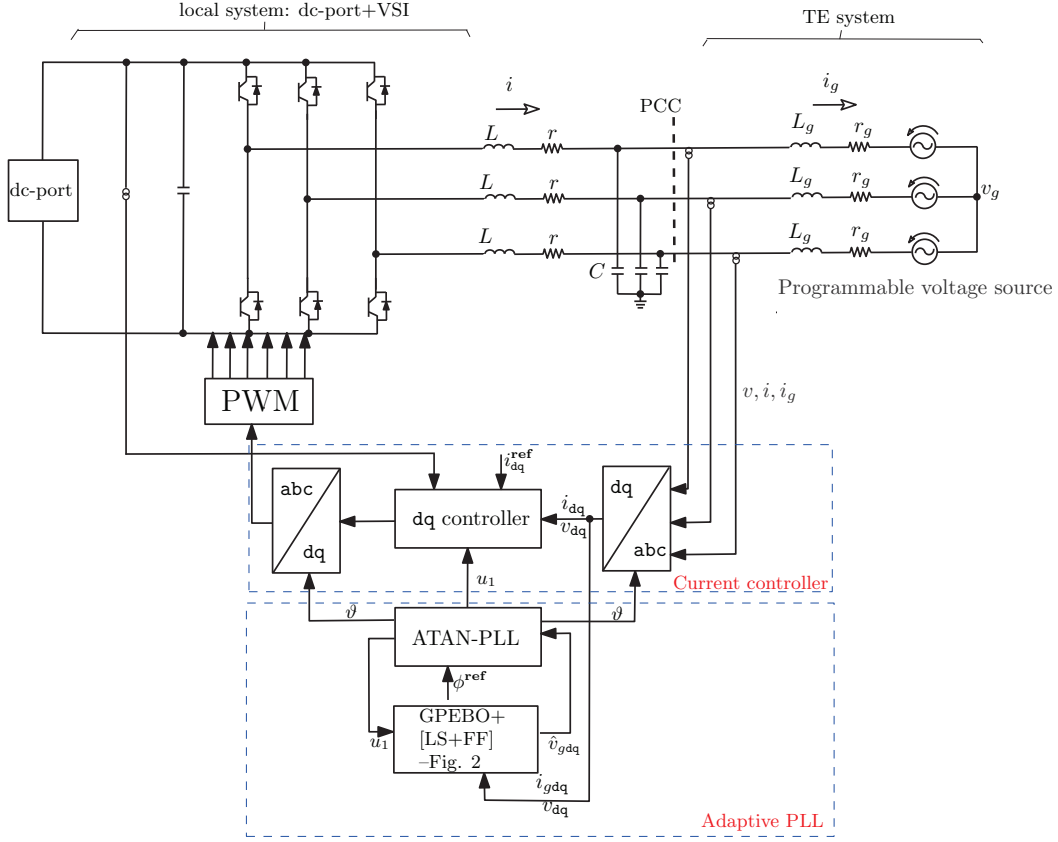 local system: dc-port+VSI
TE system
i
i_g
PCC
L
r
L_g
r_g
dc-port
L
r
L_g
r_g
v_g
L
r
L_g
r_g
C
Programmable voltage source
PWM
v, i, i_g
i_dq^ref
abc
dq
dq controller
i_dq
v_dq
dq
abc
u_1
Current controller
ϑ
ϑ
ATAN-PLL
ϕ^ref
GPEBO+
[LS+FF]
–Fig. 2
u_1
v̂_gdq
i_gdq
v_dq
Adaptive PLL